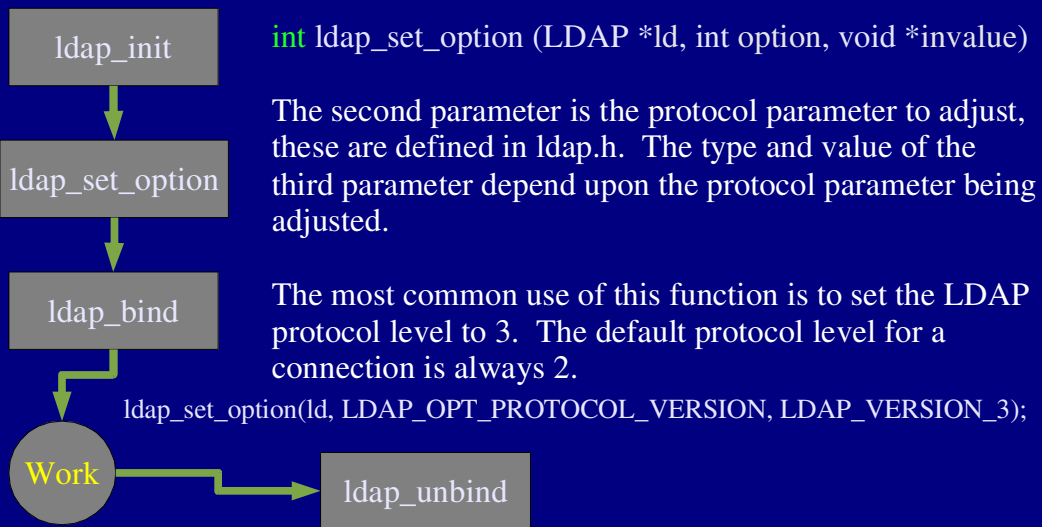 ldap_init
int ldap_set_option (LDAP *ld, int option, void *invalue)
The second parameter is the protocol parameter to adjust,
these are defined in ldap.h. The type and value of the
third parameter depend upon the protocol parameter being
adjusted.
ldap_set_option
ldap_bind
The most common use of this function is to set the LDAP
protocol level to 3. The default protocol level for a
connection is always 2.
ldap_set_option(ld, LDAP_OPT_PROTOCOL_VERSION, LDAP_VERSION_3);
Work
ldap_unbind